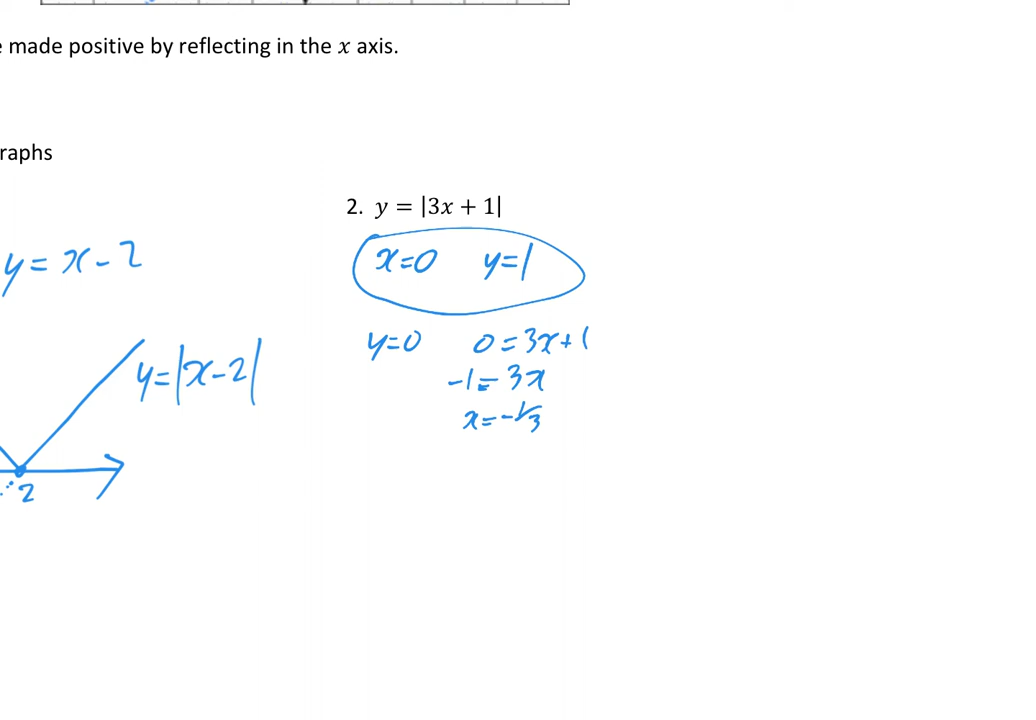 made positive by reflecting in the x axis.
raphs
2. y = |3x + 1|
y = x - 2
x=0 y=1
y=0 0=3x+1
-1=3x
x=-1/3
y=|x-2|
2